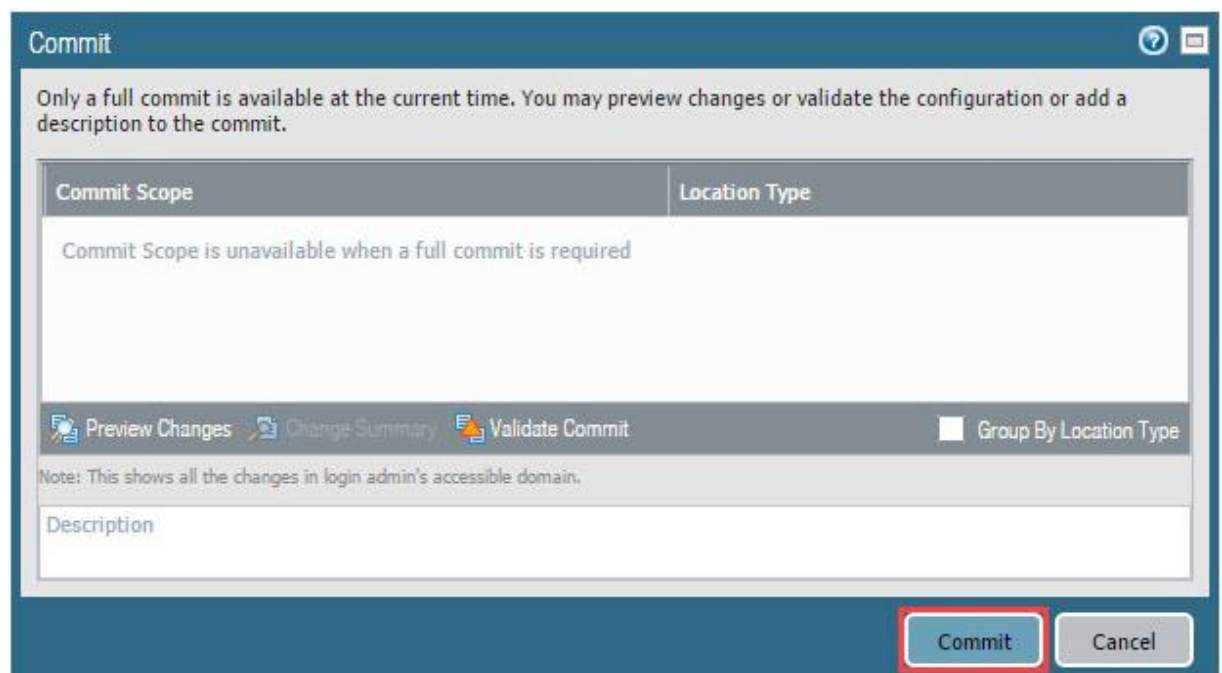 Commit
Only a full commit is available at the current time. You may preview changes or validate the configuration or add a
description to the commit.
Commit Scope Location Type
Commit Scope is unavailable when a full commit is required
Preview Changes Change Summary Validate Commit Group By Location Type
Note: This shows all the changes in login admin's accessible domain.
Description
Commit Cancel